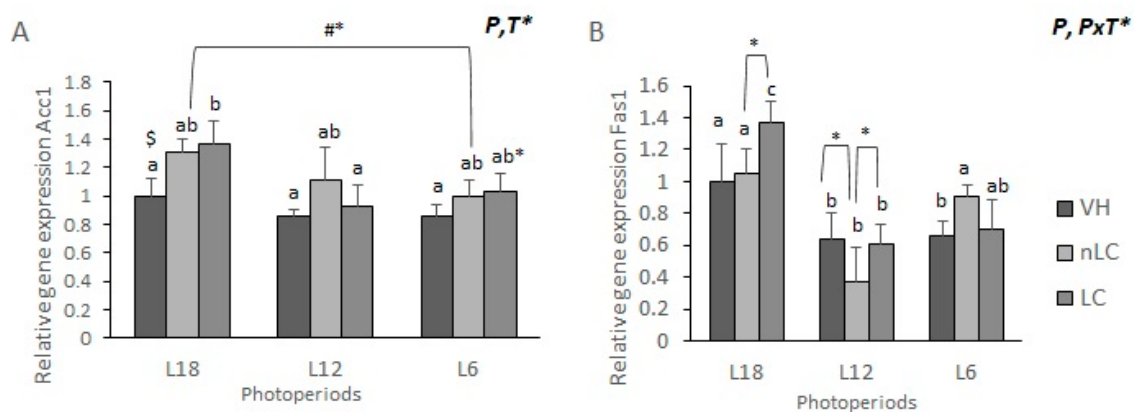 A
#*
P,T*
Relative gene expression Acc1
1.8
1.6
1.4
1.2
1
0.8
0.6
0.4
0.2
0
$
a
ab
b
a
ab
a
a
ab
ab*
L18
L12
L6
Photoperiods
B
P, PxT*
Relative gene expression Fas1
1.6
1.4
1.2
1
0.8
0.6
0.4
0.2
0
*
a
a
c
*
*
b
b
b
b
a
ab
L18
L12
L6
Photoperiods
VH
nLC
LC